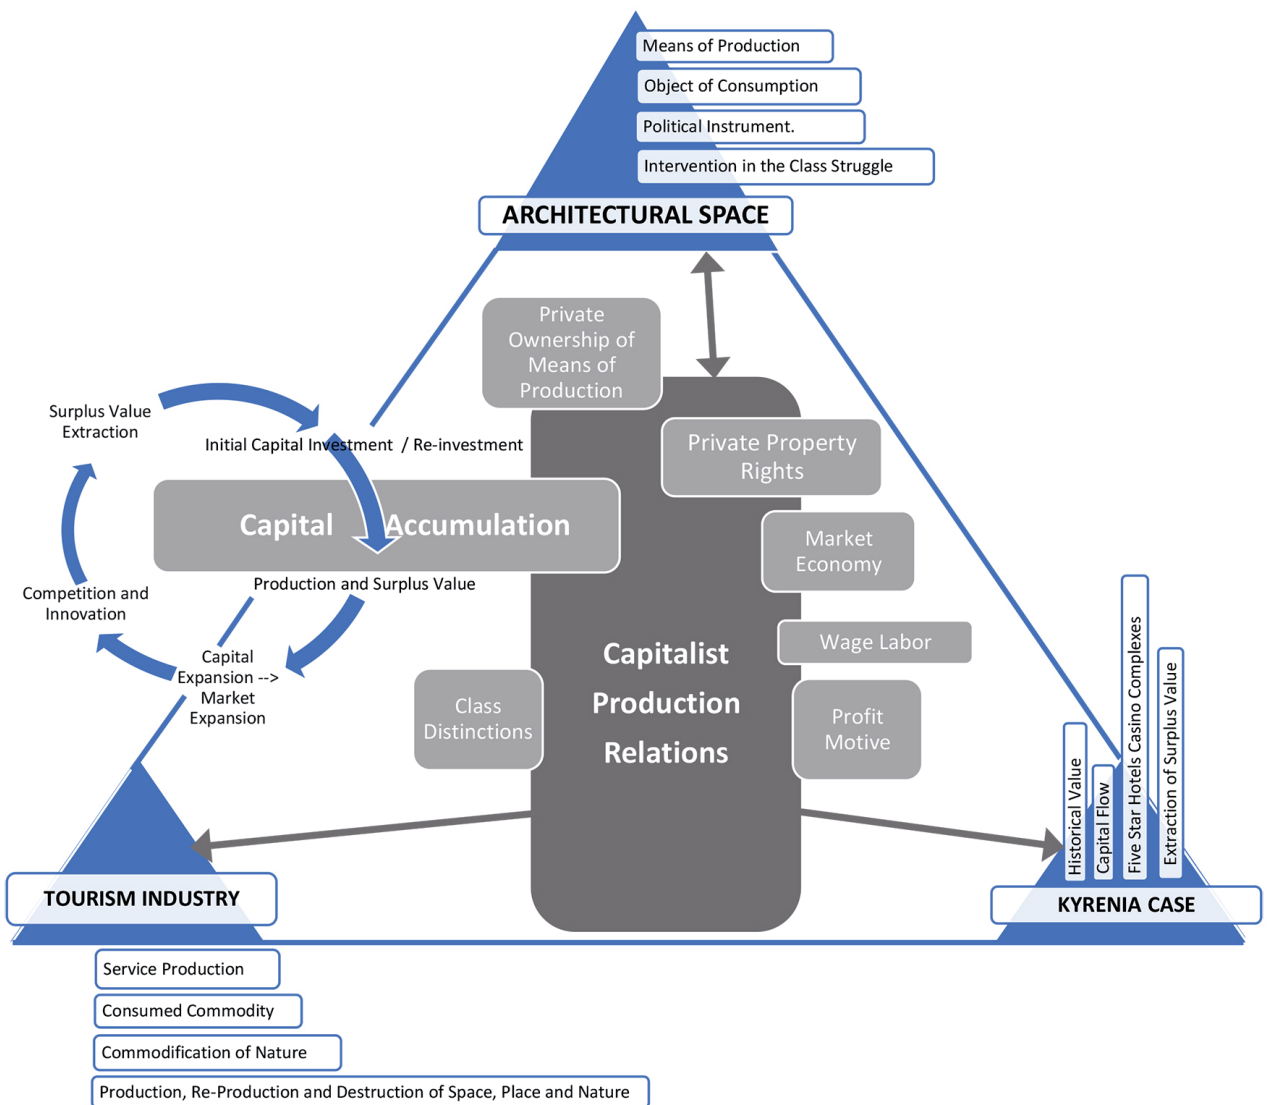 Means of Production
Object of Consumption
Political Instrument.
Intervention in the Class Struggle
ARCHITECTURAL SPACE
Private
Ownership of
Means of
Production
Private Property
Rights
Market
Economy
Wage Labor
Profit
Motive
Class
Distinctions
Capitalist
Production
Relations
Capital Accumulation
Surplus Value
Extraction
Initial Capital Investment / Re-investment
Production and Surplus Value
Capital
Expansion -->
Market
Expansion
Competition and
Innovation
TOURISM INDUSTRY
Service Production
Consumed Commodity
Commodification of Nature
Production, Re-Production and Destruction of Space, Place and Nature
Historical Value
Capital Flow
Five Star Hotels Casino Complexes
Extraction of Surplus Value
KYRENIA CASE